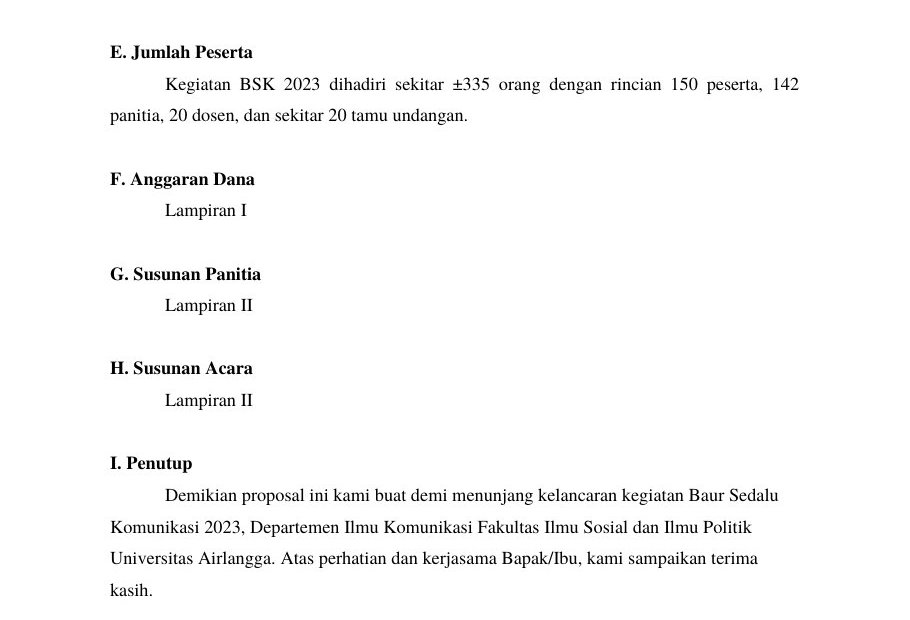 E. Jumlah Peserta
Kegiatan BSK 2023 dihadiri sekitar ±335 orang dengan rincian 150 peserta, 142
panitia, 20 dosen, dan sekitar 20 tamu undangan.
F. Anggaran Dana
Lampiran I
G. Susunan Panitia
Lampiran II
H. Susunan Acara
Lampiran II
I. Penutup
Demikian proposal ini kami buat demi menunjang kelancaran kegiatan Baur Sedalu
Komunikasi 2023, Departemen Ilmu Komunikasi Fakultas Ilmu Sosial dan Ilmu Politik
Universitas Airlangga. Atas perhatian dan kerjasama Bapak/Ibu, kami sampaikan terima
kasih.